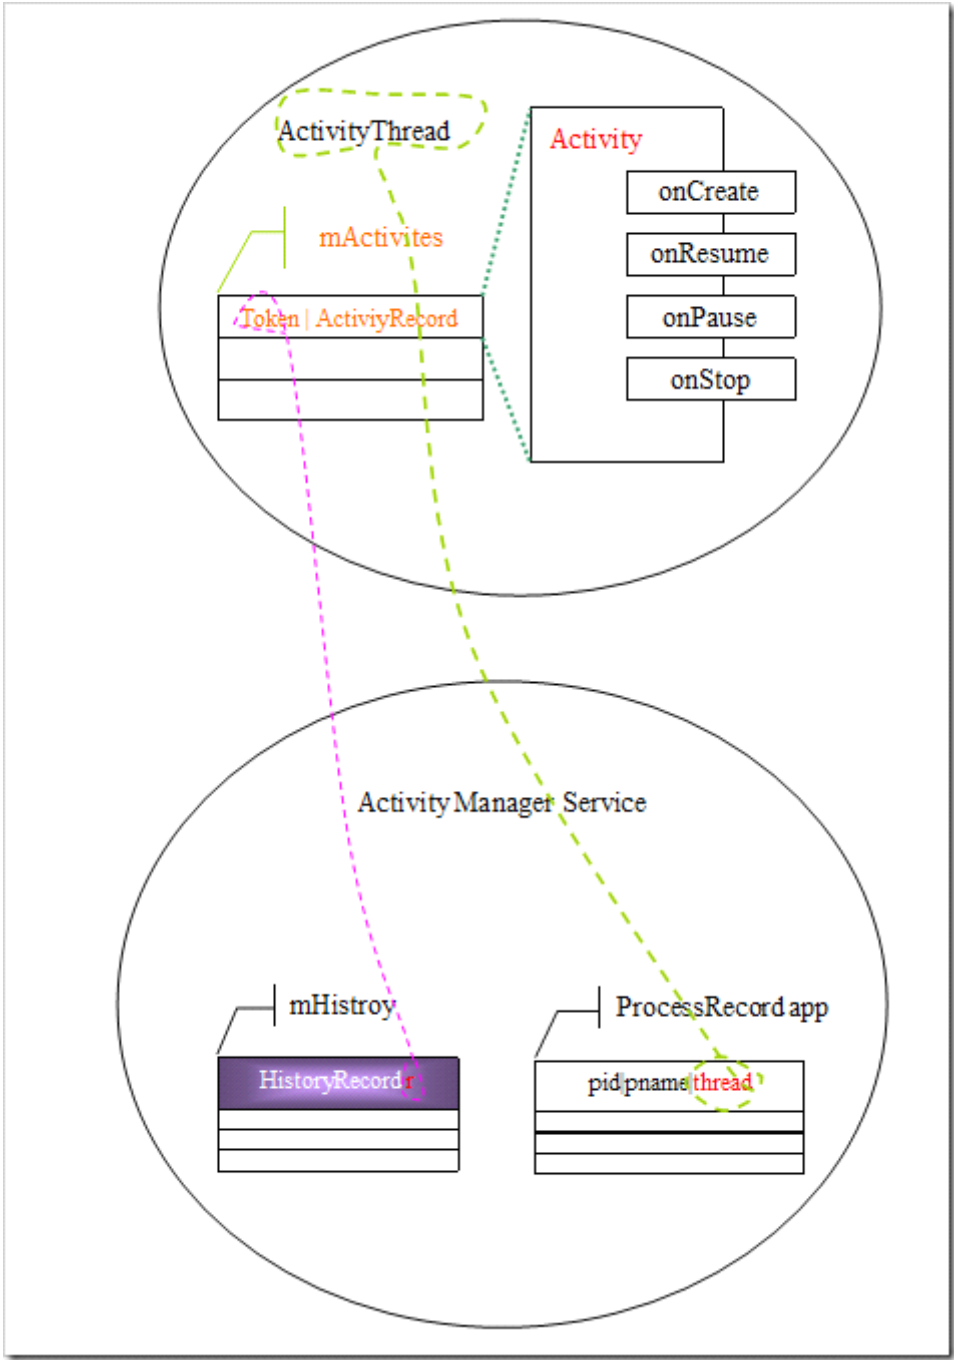 ActivityThread
Activity
onCreate
mActivites
onResume
Token | ActiviyRecord
onPause
onStop
Activity Manager Service
mHistroy
ProcessRecord app
HistoryRecord r
pid|pname|thread